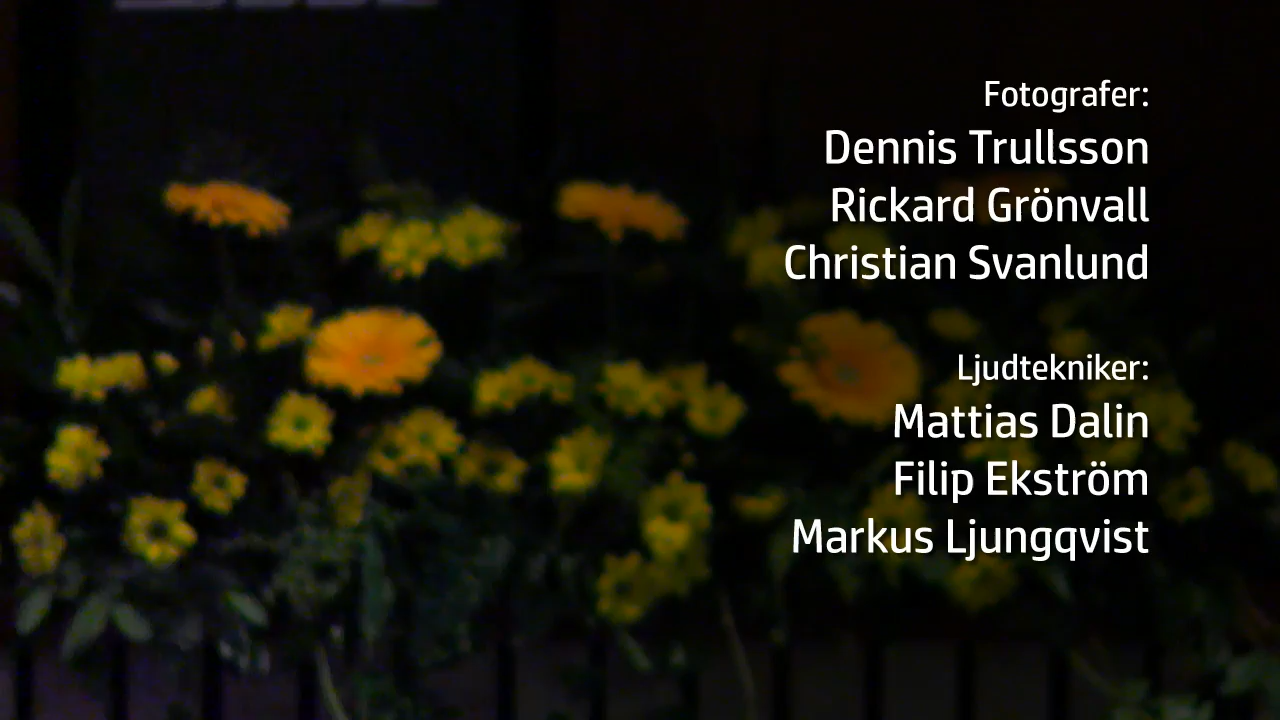 Fotografer:
Dennis Trullsson
Rickard Grönvall
Christian Svanlund
Ljudtekniker:
Mattias Dalin
Filip Ekström
Markus Ljungqvist